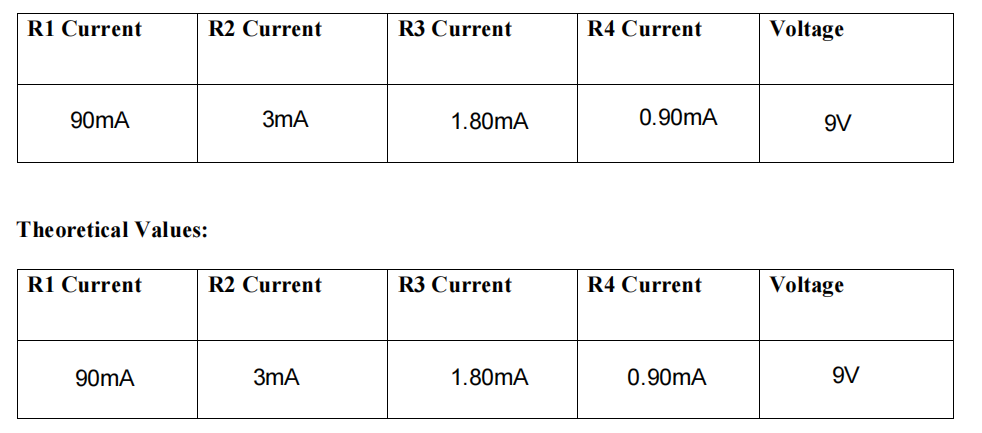 R1 Current R2 Current R3 Current R4 Current Voltage
90mA 3mA 1.80mA 0.90mA 9V
Theoretical Values:
R1 Current R2 Current R3 Current R4 Current Voltage
90mA 3mA 1.80mA 0.90mA 9V